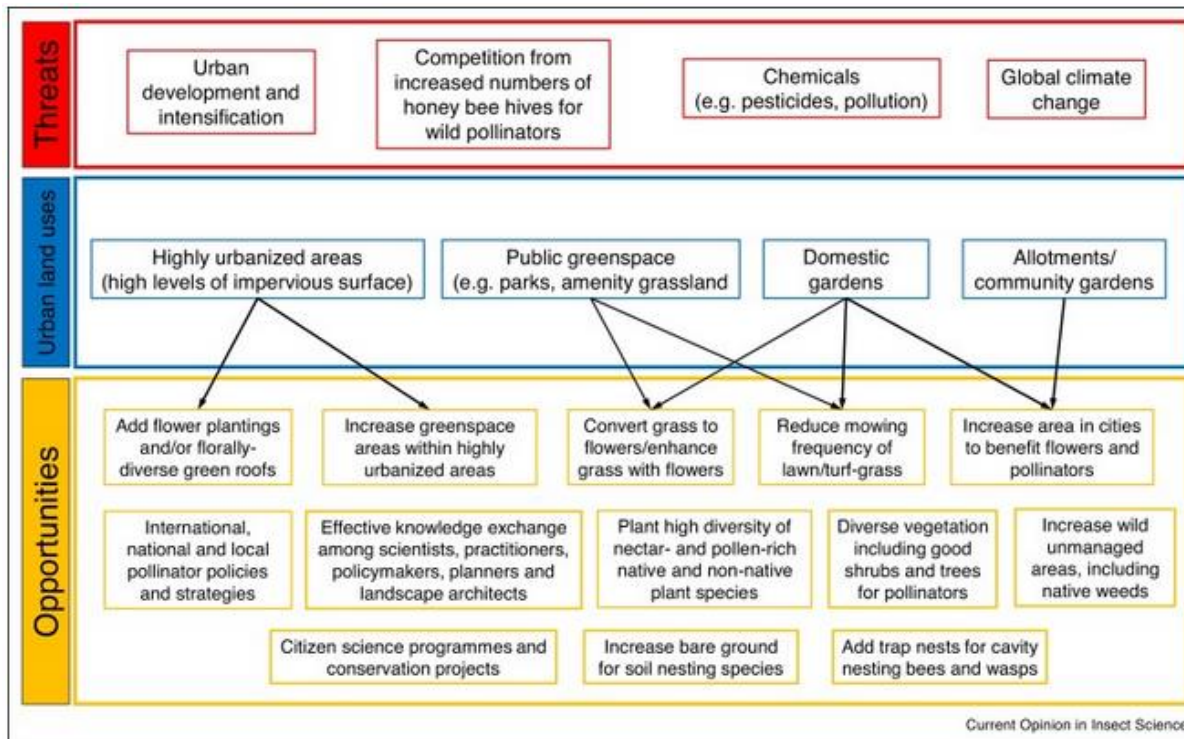 Threats
Urban
development and
intensification
Competition from
increased numbers of
honey bee hives for
wild pollinators
Chemicals
(e.g. pesticides, pollution)
Global climate
change
Urban land uses
Highly urbanized areas
(high levels of impervious surface)
Public greenspace
(e.g. parks, amenity grassland
Domestic
gardens
Allotments/
community gardens
Opportunities
Add flower plantings
and/or florally-
diverse green roofs
Increase greenspace
areas within highly
urbanized areas
Convert grass to
flowers/enhance
grass with flowers
Reduce mowing
frequency of
lawn/turf-grass
Increase area in cities
to benefit flowers and
pollinators
International,
national and local
pollinator policies
and strategies
Effective knowledge exchange
among scientists, practitioners,
policymakers, planners and
landscape architects
Plant high diversity of
nectar- and pollen-rich
native and non-native
plant species
Diverse vegetation
including good
shrubs and trees
for pollinators
Increase wild
unmanaged
areas, including
native weeds
Citizen science programmes and
conservation projects
Increase bare ground
for soil nesting species
Add trap nests for cavity
nesting bees and wasps
Current Opinion in Insect Science